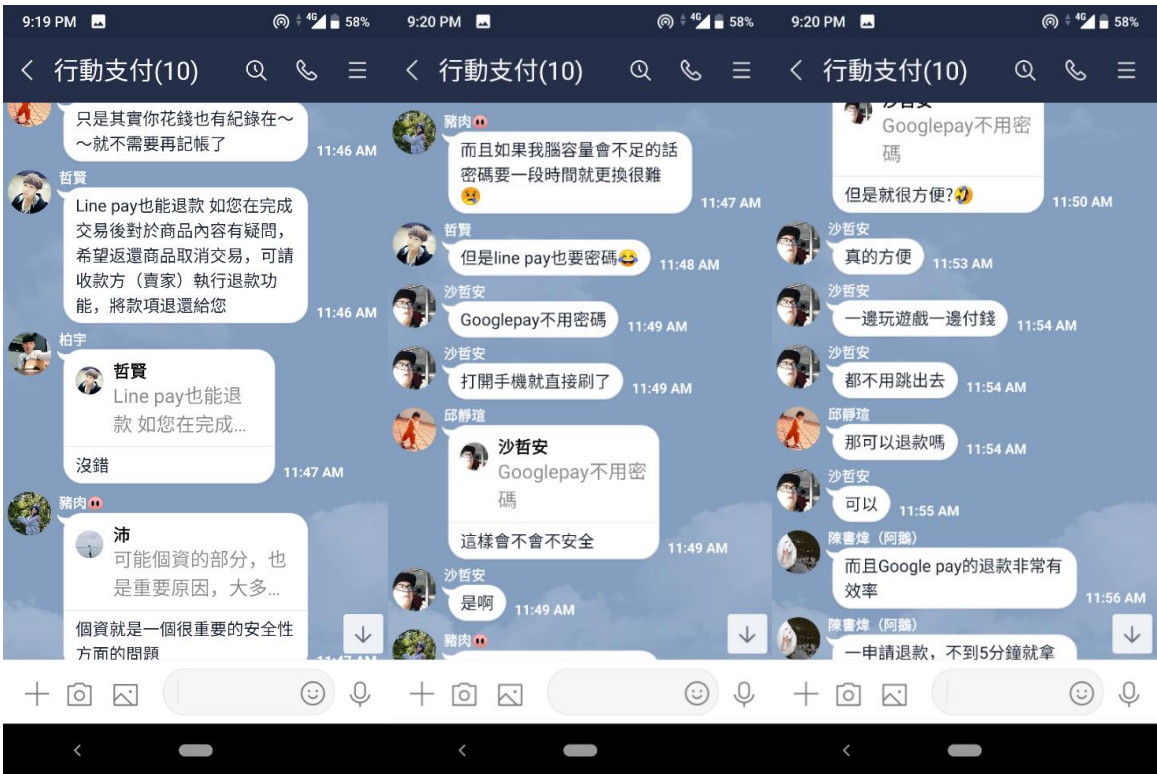 9:19 PM 4G 58%
行動支付(10)
只是其實你花錢也有紀錄在～
～就不需要再記帳了
11:46 AM
哲賢
Line pay也能退款 如您在完成
交易後對於商品內容有疑問，
希望返還商品取消交易，可請
收款方（賣家）執行退款功
能，將款項退還給您
11:46 AM
柏宇
哲賢
Line pay也能退
款 如您在完成...
沒錯
11:47 AM
豬肉
沛
可能個資的部分，也
是重要原因，大多...
個資就是一個很重要的安全性
方面的問題
11:47 AM
9:20 PM 4G 58%
行動支付(10)
豬肉
而且如果我腦容量會不足的話
密碼要一段時間就更換很難
11:47 AM
哲賢
但是line pay也要密碼
11:48 AM
沙哲安
Googlepay不用密碼
11:49 AM
沙哲安
打開手機就直接刷了
11:49 AM
邱靜瑄
沙哲安
Googlepay不用密
碼
這樣會不會不安全
11:49 AM
沙哲安
是啊
11:49 AM
豬肉
9:20 PM 4G 58%
行動支付(10)
沙哲安
Googlepay不用密
碼
但是就很方便?
11:50 AM
沙哲安
真的方便
11:53 AM
沙哲安
一邊玩遊戲一邊付錢
11:54 AM
沙哲安
都不用跳出去
11:54 AM
邱靜瑄
那可以退款嗎
11:54 AM
沙哲安
可以
11:55 AM
陳書煒（阿鵝）
而且Google pay的退款非常有
效率
11:56 AM
陳書煒（阿鵝）
一申請退款，不到5分鐘就拿